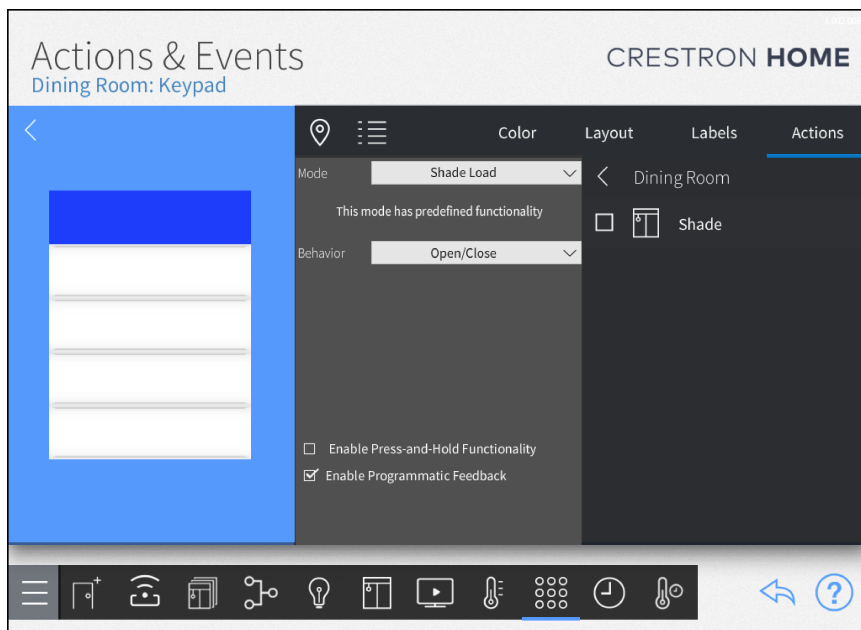 Actions & Events
CRESTRON HOME
Dining Room: Keypad
Color Layout Labels Actions
Mode Shade Load
Dining Room
This mode has predefined functionality
Shade
Behavior Open/Close
Enable Press-and-Hold Functionality
Enable Programmatic Feedback
?